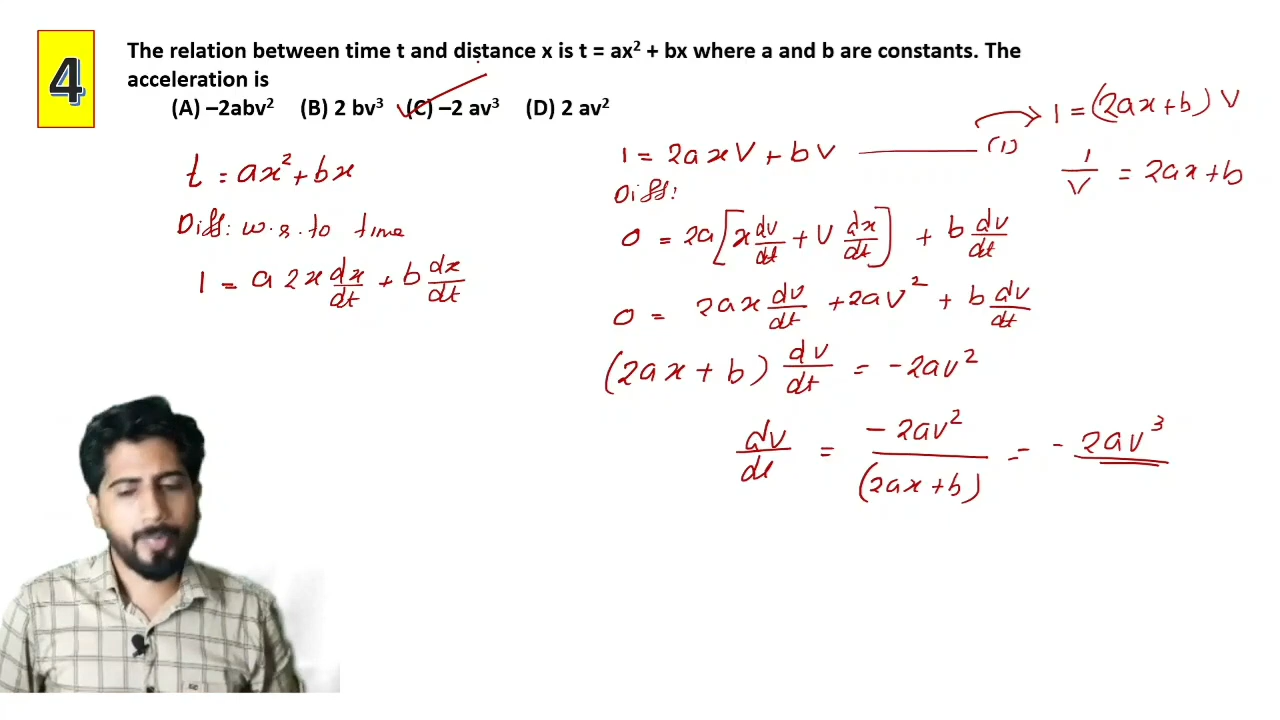 4
The relation between time t and distance x is t = ax² + bx where a and b are constants. The
acceleration is
(A) –2abv² (B) 2 bv³ (C) –2 av³ (D) 2 av²
t = ax² + bx
Diff: w.r.to time
1 = a 2x dx/dt + b dx/dt
1 = 2axV + bV (1)
Diff:
0 = 2a[x dv/dt + V dx/dt] + b dv/dt
0 = 2ax dv/dt + 2av² + b dv/dt
(2ax + b) dv/dt = -2av²
dv/dt = -2av²/(2ax+b) = -2av³
1 = (2ax+b) V
1/V = 2ax+b